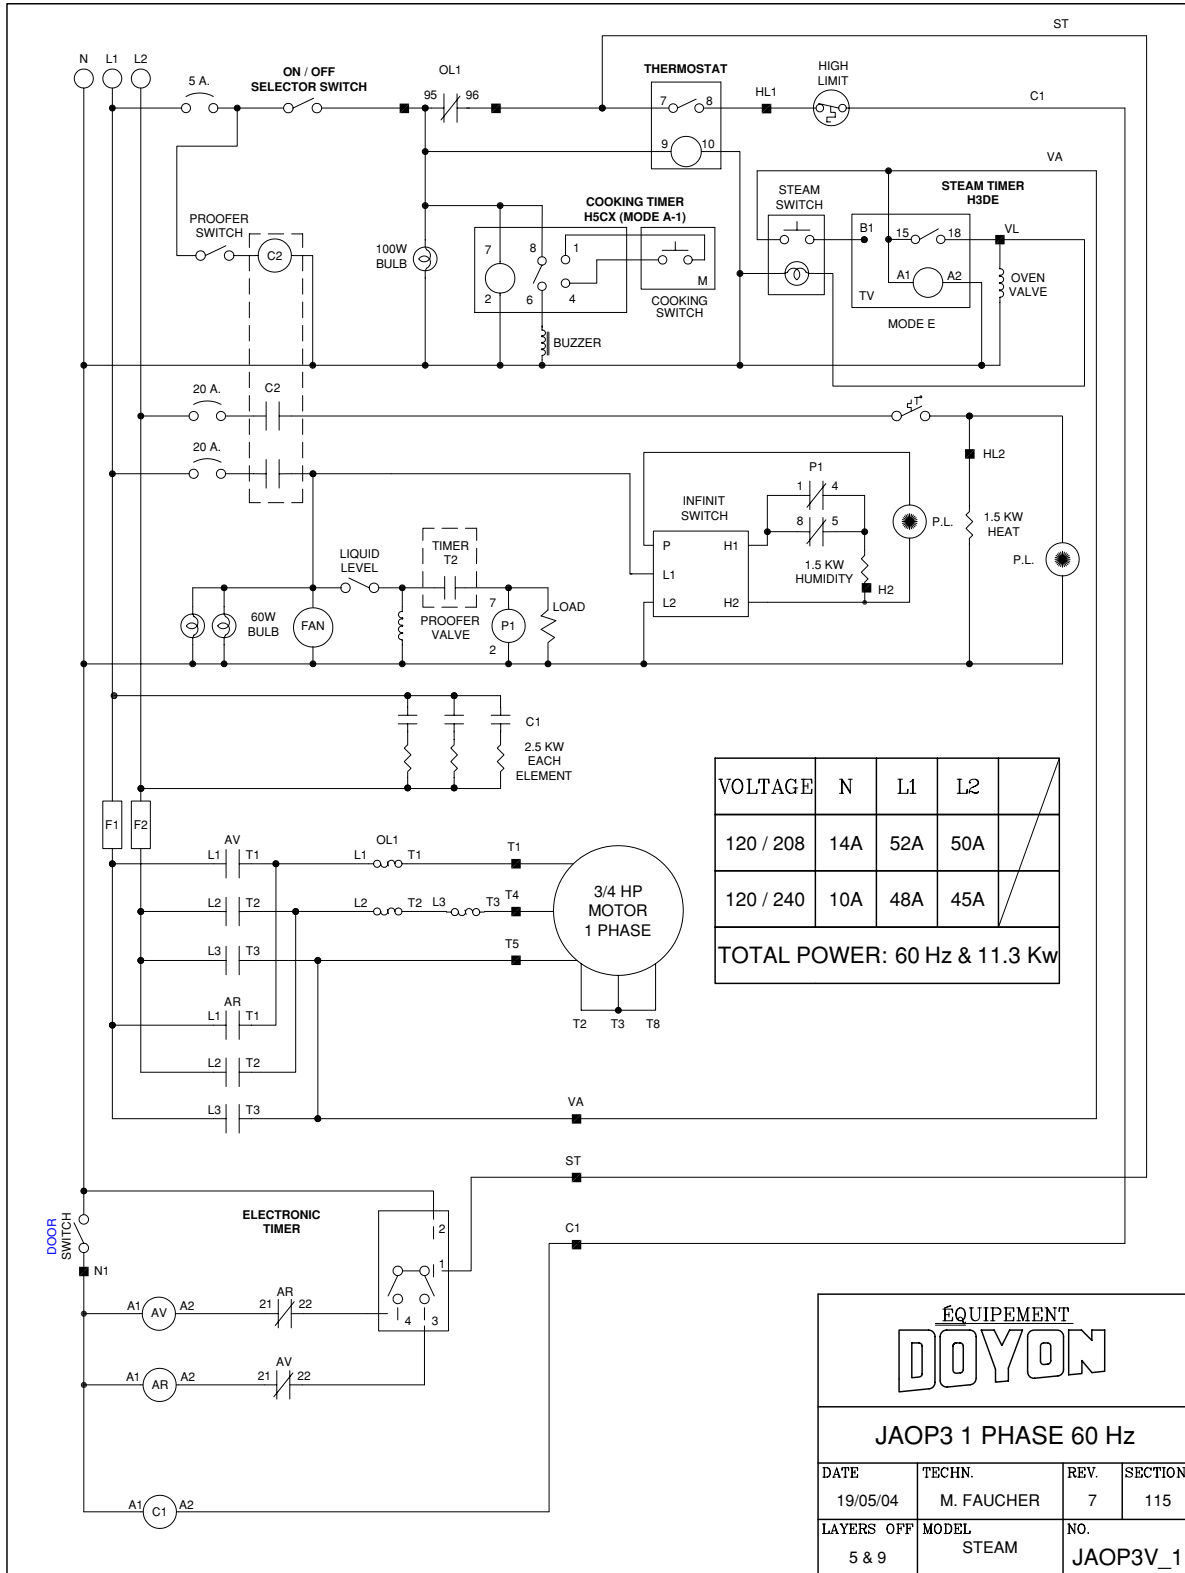 ST
N L1 L2
5 A.
ON / OFF
SELECTOR SWITCH
OL1
95 96
THERMOSTAT
7 8
9 10
HL1
HIGH
LIMIT
C1
VA
PROOFER
SWITCH
C2
100W
BULB
COOKING TIMER
H5CX (MODE A-1)
7 8 1
2 6 4
M
COOKING
SWITCH
BUZZER
STEAM
SWITCH
STEAM TIMER
H3DE
B1 15 18
VL
A1 A2
TV
MODE E
OVEN
VALVE
20 A.
C2
20 A.
T°
HL2
INFINIT
SWITCH
P1
1 4
8 5
P.L.
1.5 KW
HEAT
P.L.
P H1
L1
L2 H2
1.5 KW
HUMIDITY
H2
LIQUID
LEVEL
TIMER
T2
60W
BULB
FAN
PROOFER
VALVE
7
P1
2
LOAD
C1
2.5 KW
EACH
ELEMENT
F1 F2
VOLTAGE N L1 L2
120 / 208 14A 52A 50A
120 / 240 10A 48A 45A
TOTAL POWER: 60 Hz & 11.3 Kw
AV
L1 T1
OL1
L1 T1
T1
L2 T2
L2 T2 L3 T3
T4
3/4 HP
MOTOR
1 PHASE
L3 T3
T5
AR
L1 T1
T2 T3 T8
L2 T2
L3 T3
VA
ST
ELECTRONIC
TIMER
2
1
4 3
DOOR
SWITCH
C1
N1
A1 AV A2
AR
21 22
A1 AR A2
AV
21 22
A1 C1 A2
ÉQUIPEMENT
DOYON
JAOP3 1 PHASE 60 Hz
DATE TECHN. REV. SECTION
19/05/04 M. FAUCHER 7 115
LAYERS OFF MODEL NO.
5 & 9 STEAM JAOP3V_1